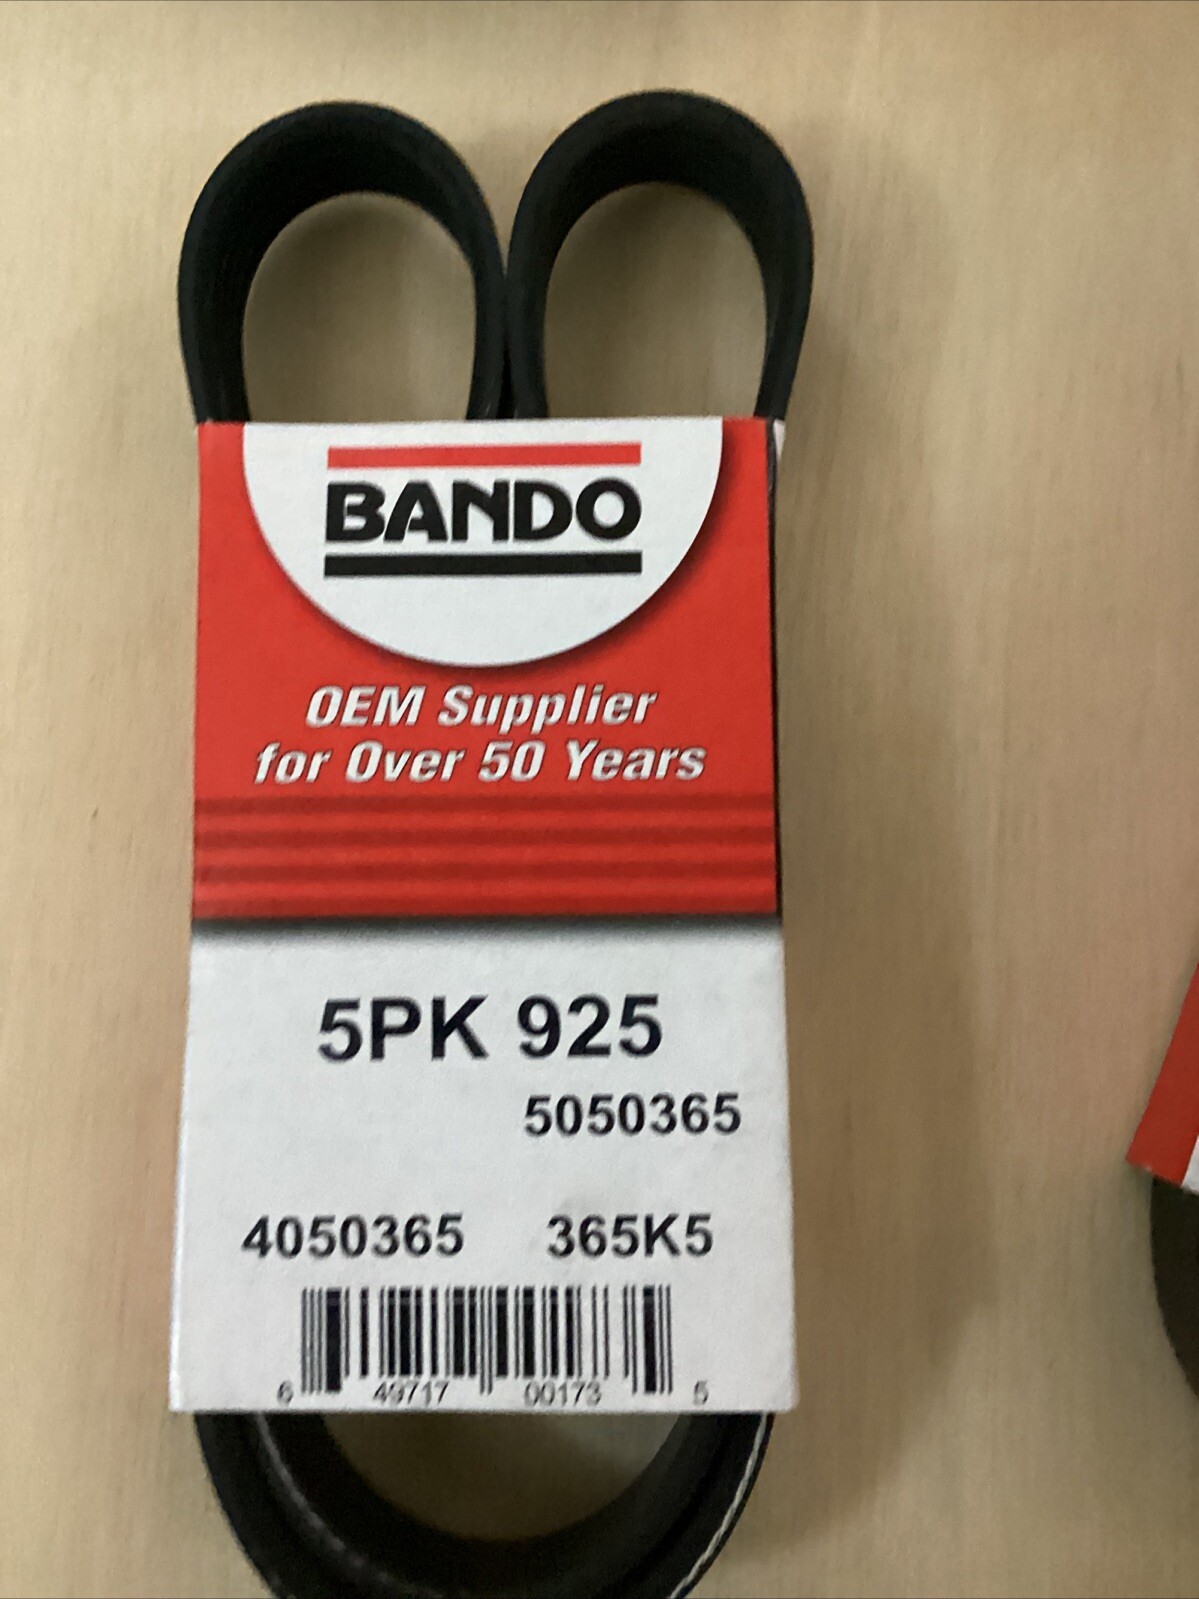 BANDO
OEM Supplier
for Over 50 Years
5PK 925
5050365
4050365 365K5
6 49717 00173 5